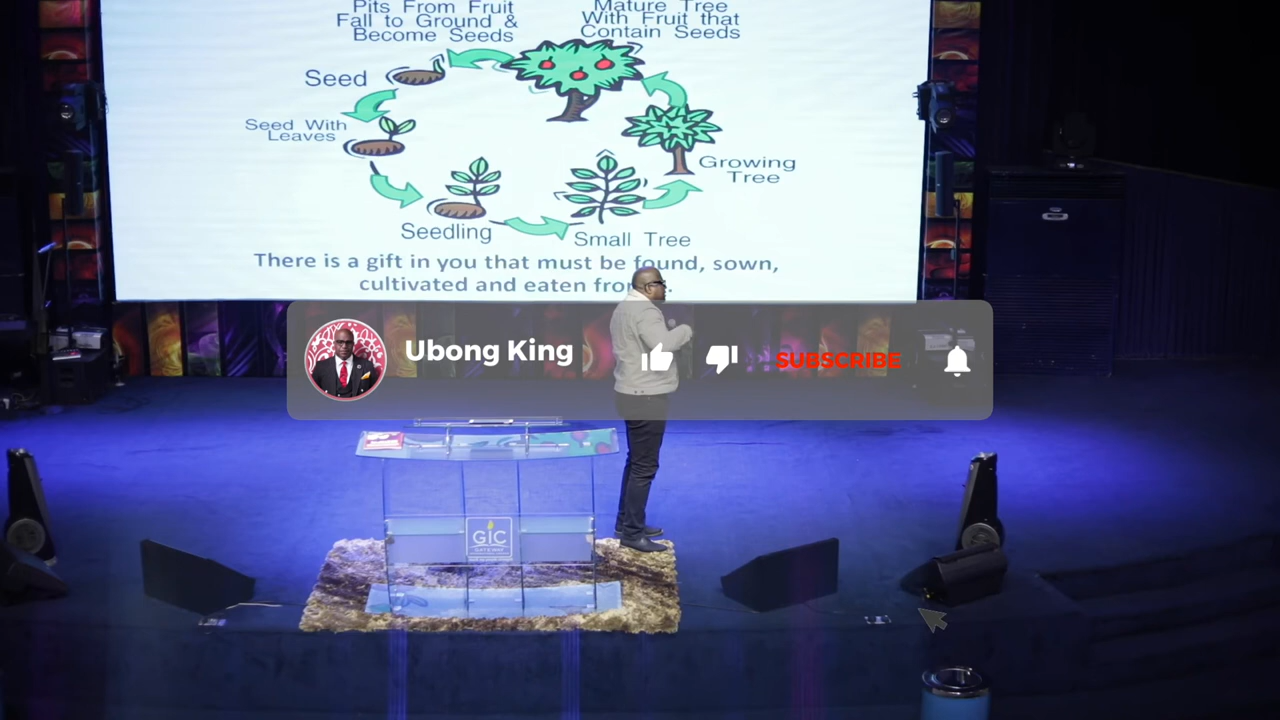 Pits From Fruit
Fall to Ground &
Become Seeds
Mature Tree
With Fruit that
Contain Seeds
Seed
Seed With
Leaves
Growing
Tree
Seedling
Small Tree
There is a gift in you that must be found, sown,
cultivated and eaten
Ubong King
SUBSCRIBE
GIC